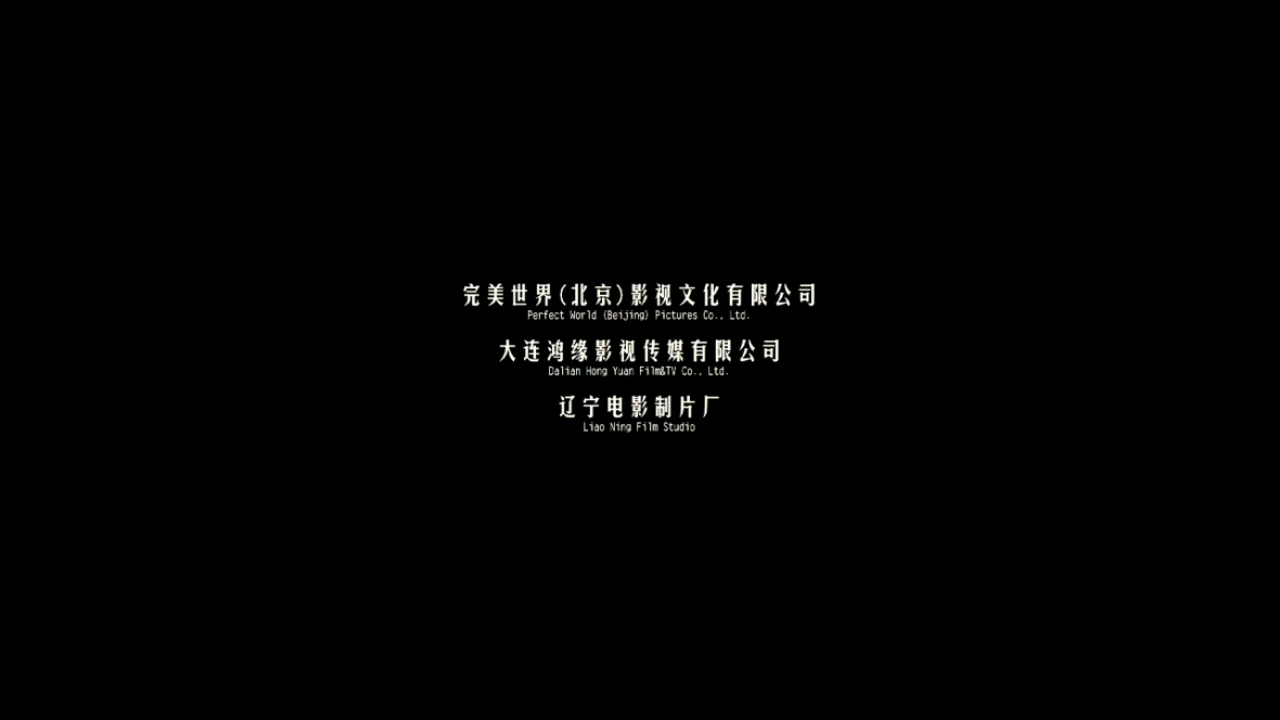 完美世界(北京)影视文化有限公司
Perfect World (Beijing) Pictures Co., Ltd.
大连鸿缘影视传媒有限公司
Dalian Hong Yuan Film&TV Co., Ltd.
辽宁电影制片厂
Liao Ning Film Studio